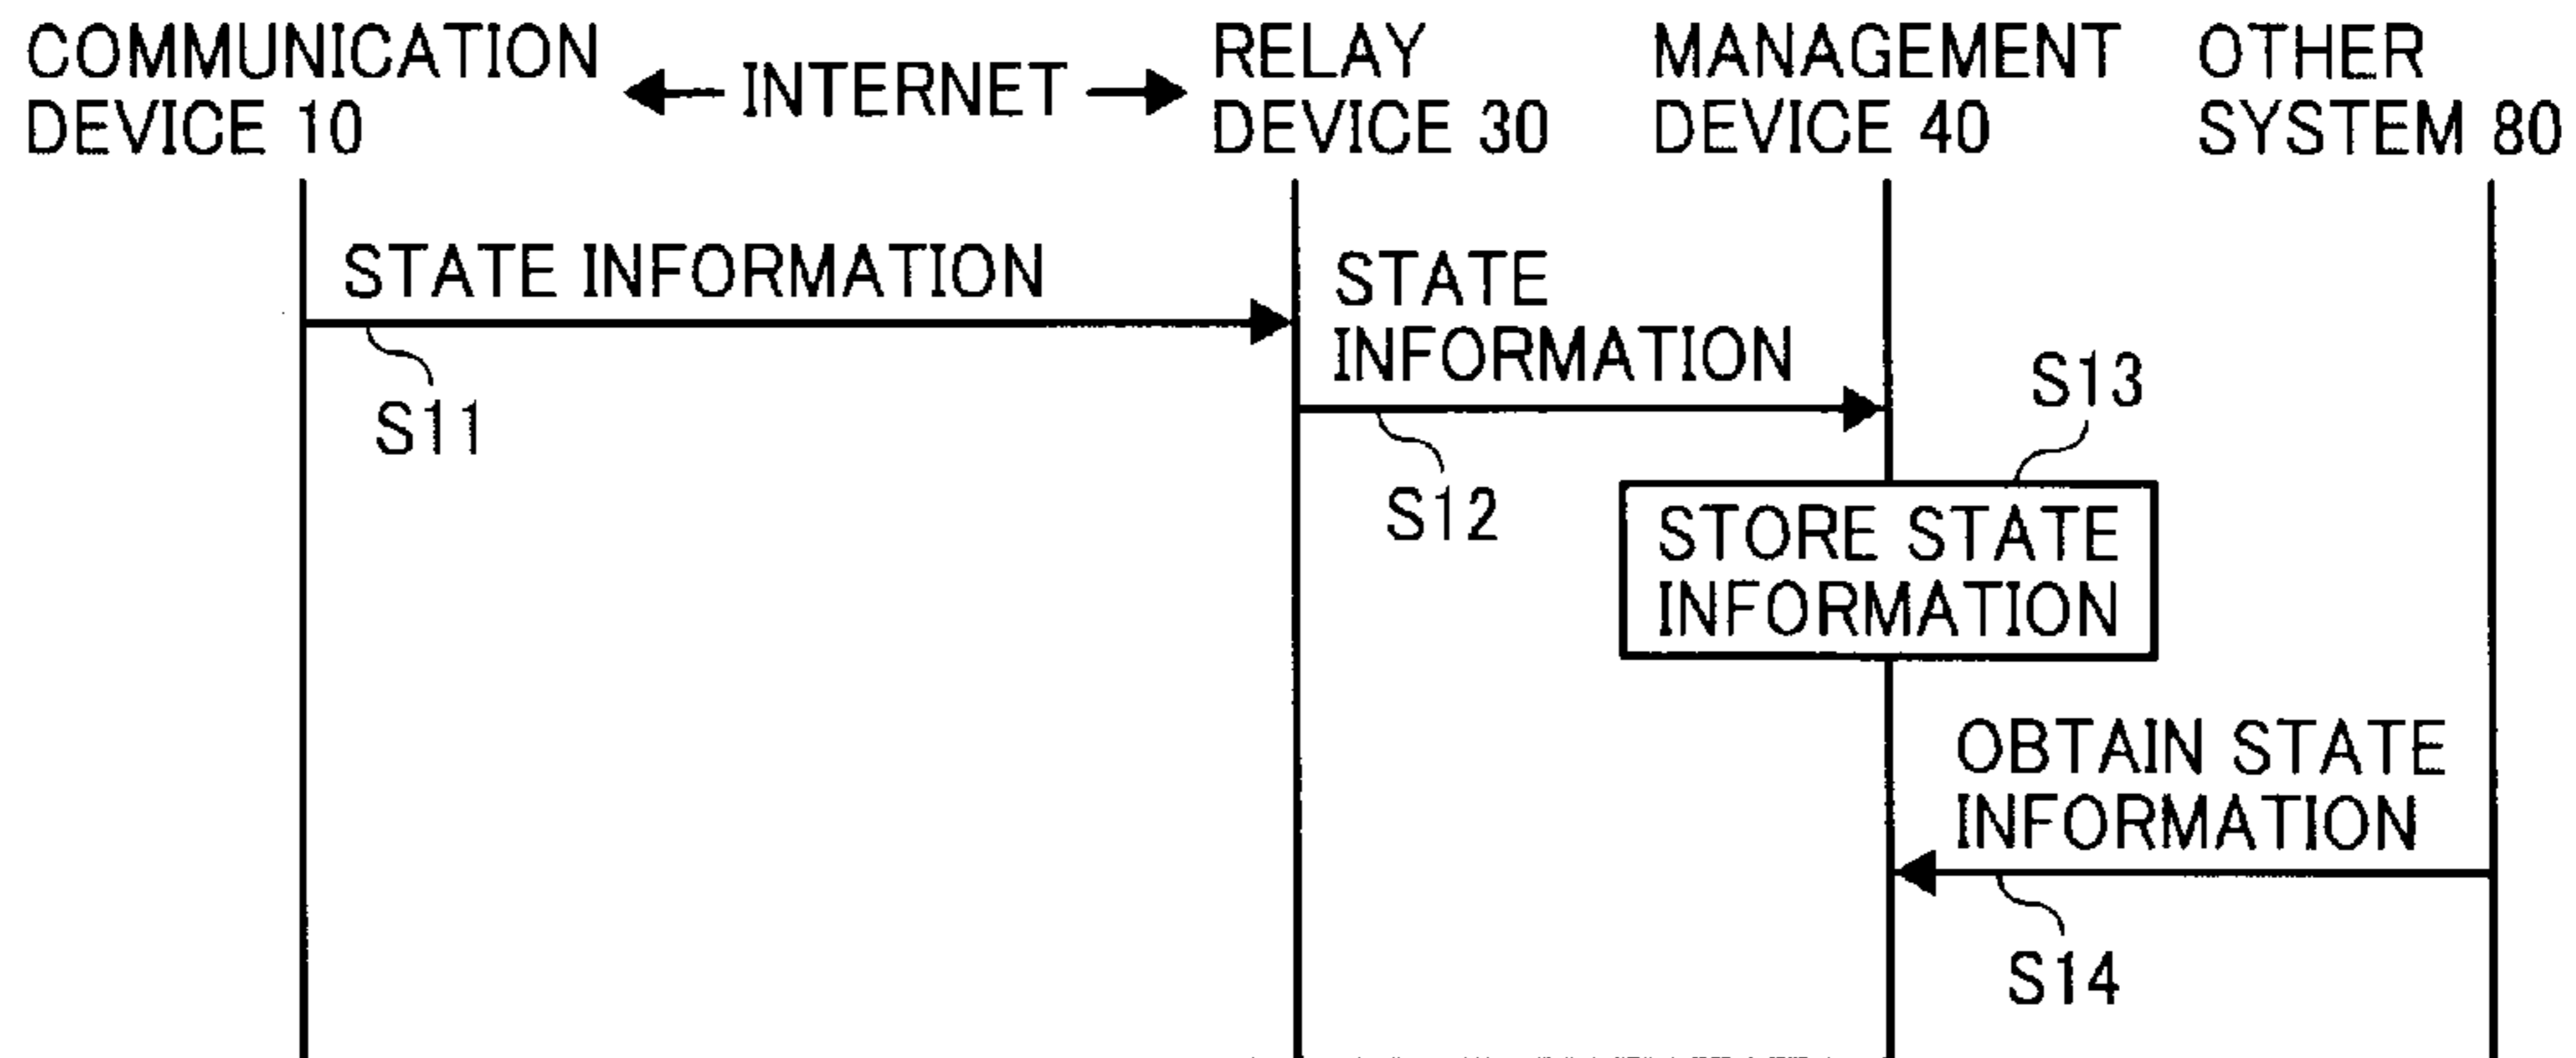 COMMUNICATION
DEVICE 10
INTERNET
RELAY
DEVICE 30
MANAGEMENT
DEVICE 40
OTHER
SYSTEM 80
STATE INFORMATION
S11
STATE
INFORMATION
S12
S13
STORE STATE
INFORMATION
OBTAIN STATE
INFORMATION
S14